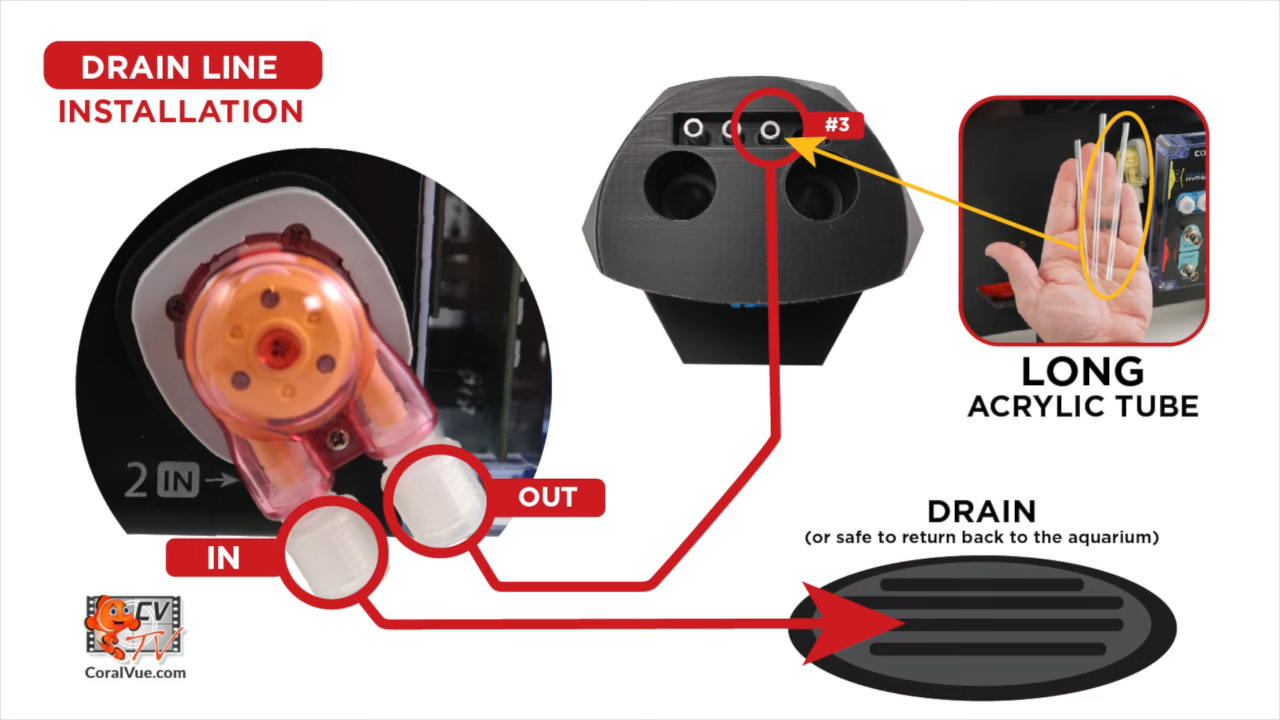 DRAIN LINE
INSTALLATION
#3
LONG
ACRYLIC TUBE
2 IN
OUT
IN
DRAIN
(or safe to return back to the aquarium)
CV
TV
CoralVue.com